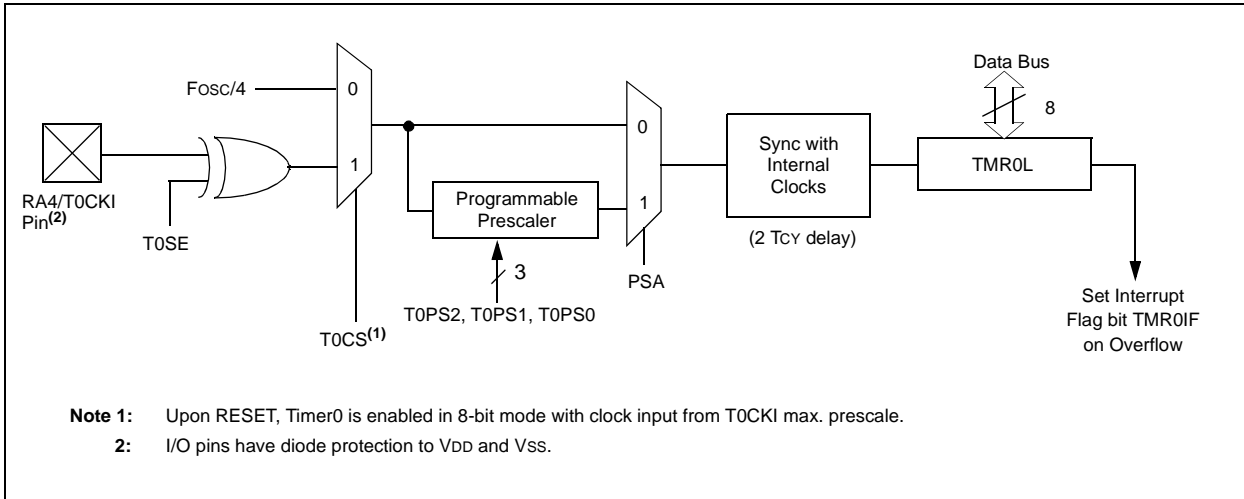 Data Bus
8
FOSC/4
0
1
RA4/T0CKI
Pin(2)
T0SE
T0CS(1)
Programmable
Prescaler
3
T0PS2, T0PS1, T0PS0
0
1
PSA
Sync with
Internal
Clocks
(2 TCY delay)
TMR0L
Set Interrupt
Flag bit TMR0IF
on Overflow
Note 1: Upon RESET, Timer0 is enabled in 8-bit mode with clock input from T0CKI max. prescale.
2: I/O pins have diode protection to VDD and VSS.